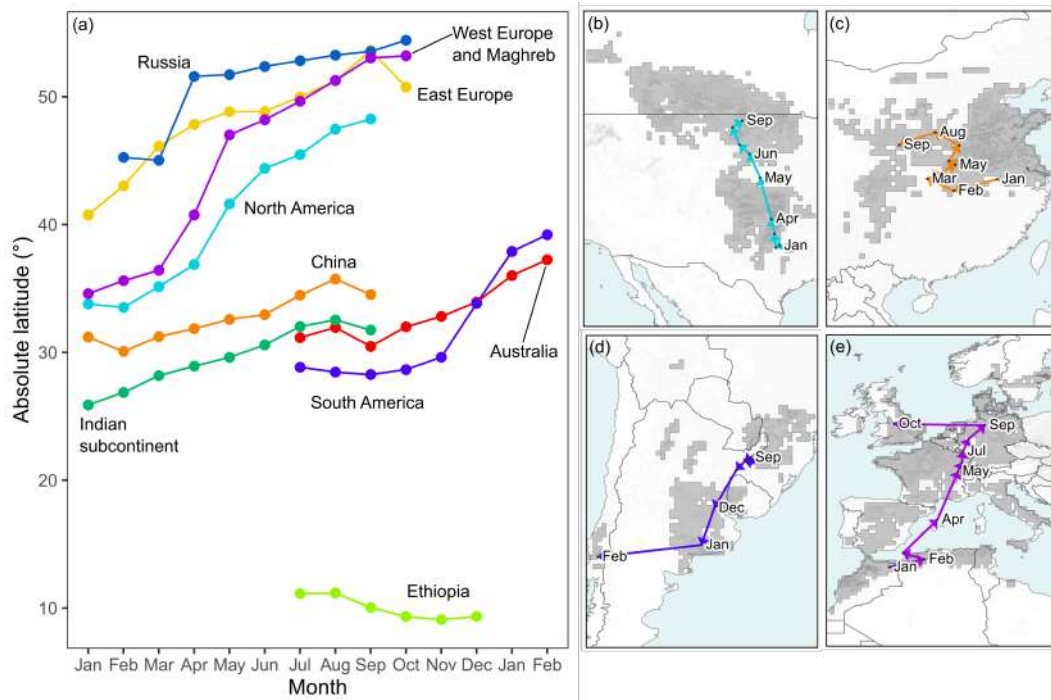 (a)
Russia
West Europe
and Maghreb
East Europe
North America
China
Australia
South America
Indian
subcontinent
Ethiopia
Absolute latitude (°)
50
40
30
20
10
Jan Feb Mar Apr May Jun Jul Aug Sep Oct Nov Dec Jan Feb
Month
(b)
Sep
Jun
May
Apr
Jan
(c)
Aug
Sep
May
Mar
Jan
Feb
(d)
Sep
Dec
Jan
Feb
(e)
Oct
Sep
Jul
May
Apr
Jan
Feb